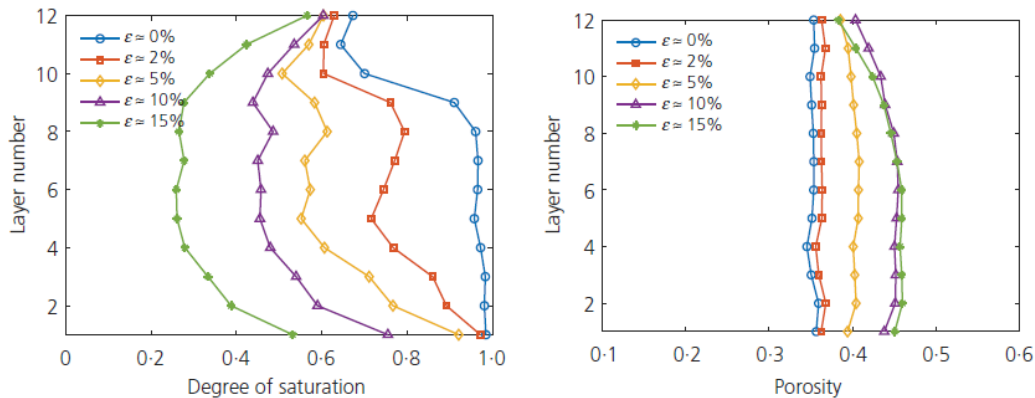 12
10
8
6
4
2
Layer number
ε ≃ 0%
ε ≃ 2%
ε ≃ 5%
ε ≃ 10%
ε ≃ 15%
0 0·2 0·4 0·6 0·8 1·0
Degree of saturation
12
10
8
6
4
2
Layer number
ε ≃ 0%
ε ≃ 2%
ε ≃ 5%
ε ≃ 10%
ε ≃ 15%
0·1 0·2 0·3 0·4 0·5 0·6
Porosity